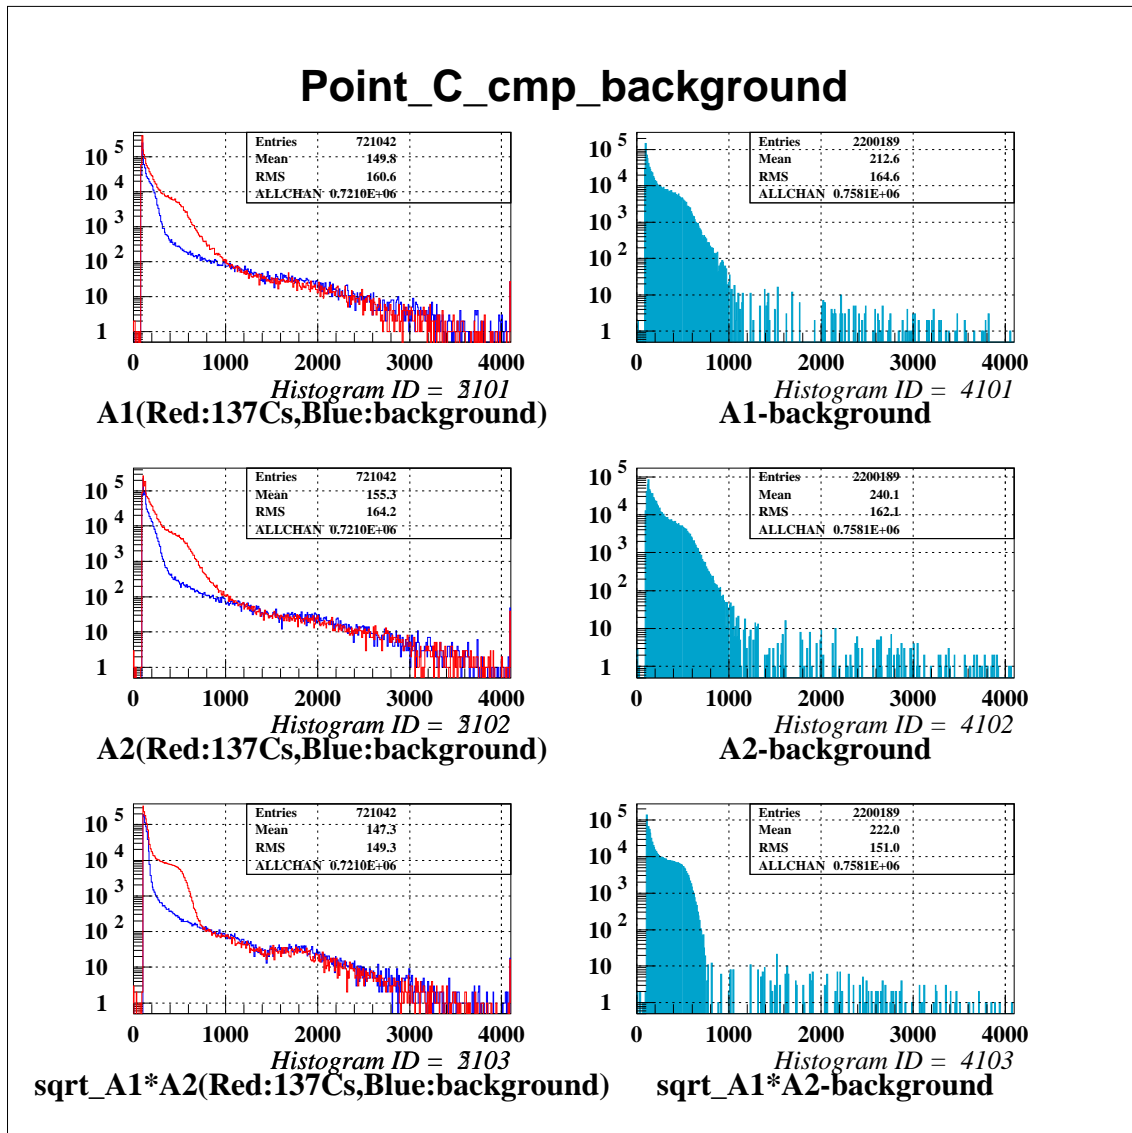 Point_C_cmp_background
Entries 721042
Mean 149.8
RMS 160.6
ALLCHAN 0.7210E+06
10^5
10^4
10^3
10^2
10
1
0 1000 2000 3000 4000
Histogram ID = 101
A1(Red:137Cs,Blue:background)
Entries 2200189
Mean 212.6
RMS 164.6
ALLCHAN 0.7581E+06
10^5
10^4
10^3
10^2
10
1
0 1000 2000 3000 4000
Histogram ID = 4101
A1-background
Entries 721042
Mean 155.3
RMS 164.2
ALLCHAN 0.7210E+06
10^5
10^4
10^3
10^2
10
1
0 1000 2000 3000 4000
Histogram ID = 102
A2(Red:137Cs,Blue:background)
Entries 2200189
Mean 240.1
RMS 162.1
ALLCHAN 0.7581E+06
10^5
10^4
10^3
10^2
10
1
0 1000 2000 3000 4000
Histogram ID = 4102
A2-background
Entries 721042
Mean 147.3
RMS 149.3
ALLCHAN 0.7210E+06
10^5
10^4
10^3
10^2
10
1
0 1000 2000 3000 4000
Histogram ID = 103
sqrt_A1*A2(Red:137Cs,Blue:background)
Entries 2200189
Mean 222.0
RMS 151.0
ALLCHAN 0.7581E+06
10^5
10^4
10^3
10^2
10
1
0 1000 2000 3000 4000
Histogram ID = 4103
sqrt_A1*A2-background